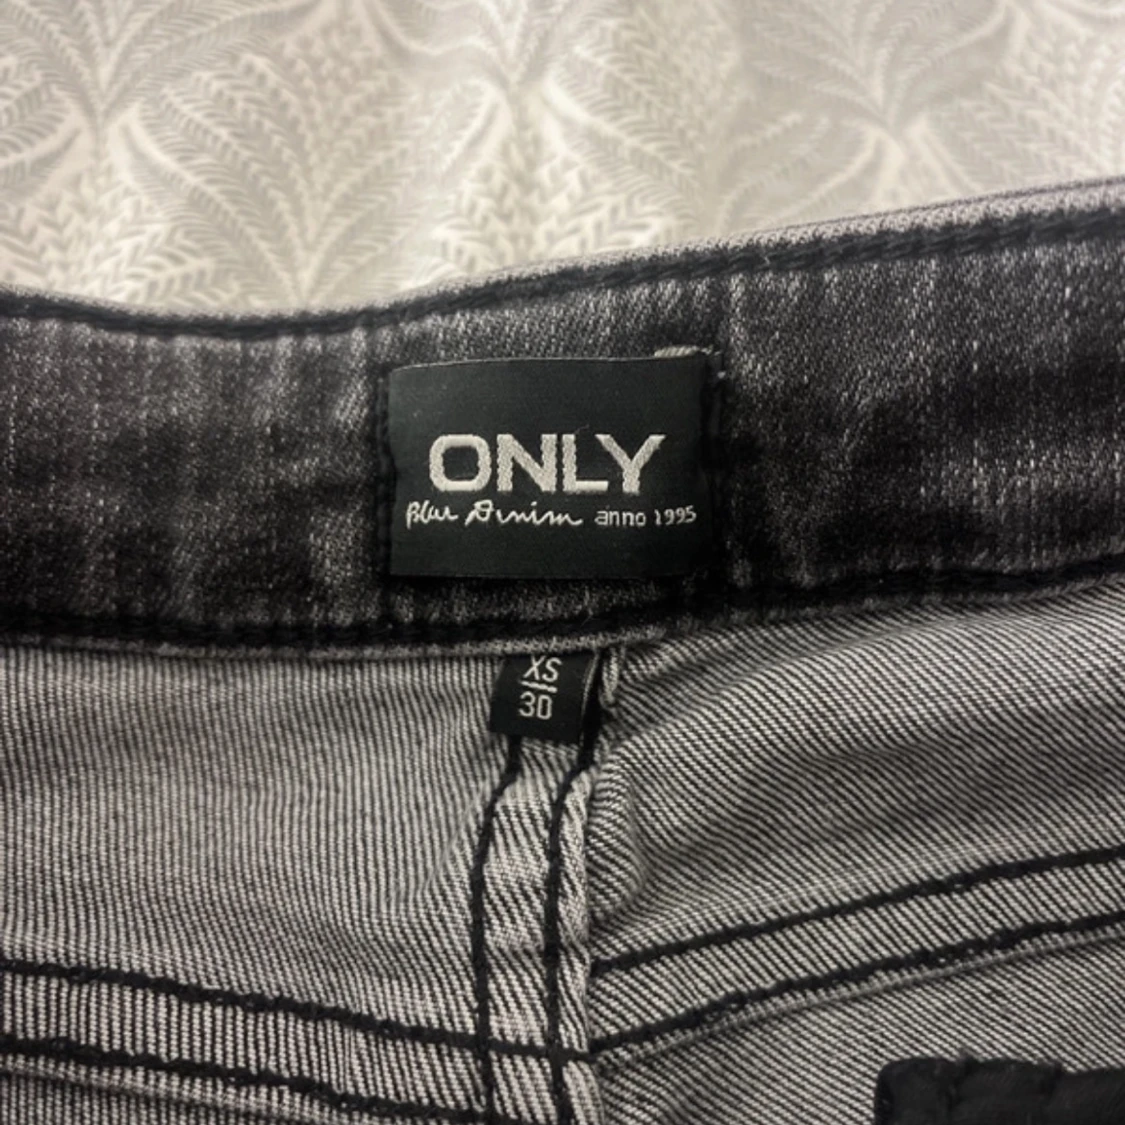 ONLY
Blue Denim anno 1995
XS
30